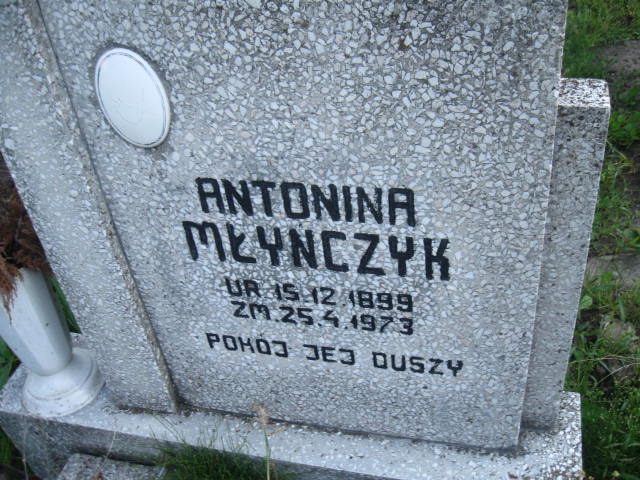 ANTONINA
MŁYNCZYK
UR.15.12.1899
ZM.25.4.1973
POKÓJ JEJ DUSZY